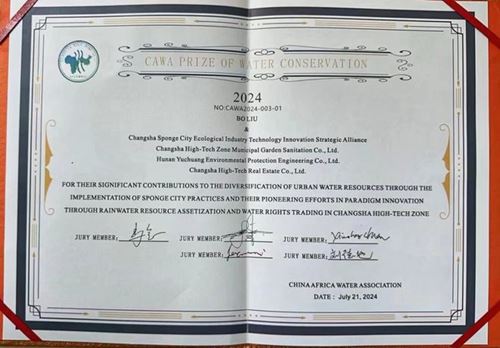 CAWA PRIZE OF WATER CONSERVATION
2024
NO:CAWA2024-003-01
BO LIU
&
Changsha Sponge City Ecological Industry Technology Innovation Strategic Alliance
Changsha High-Tech Zone Municipal Garden Sanitation Co., Ltd.
Hunan Yuchuang Environmental Protection Engineering Co., Ltd.
Changsha High-Tech Real Estate Co., Ltd.
FOR THEIR SIGNIFICANT CONTRIBUTIONS TO THE DIVERSIFICATION OF URBAN WATER RESOURCES THROUGH THE
IMPLEMENTATION OF SPONGE CITY PRACTICES AND THEIR PIONEERING EFFORTS IN PARADIGM INNOVATION
THROUGH RAINWATER RESOURCE ASSETIZATION AND WATER RIGHTS TRADING IN CHANGSHA HIGH-TECH ZONE
JURY MEMBER: JURY MEMBER: JURY MEMBER:
JURY MEMBER: JURY MEMBER:
CHINA AFRICA WATER ASSOCIATION
DATE : July 21, 2024